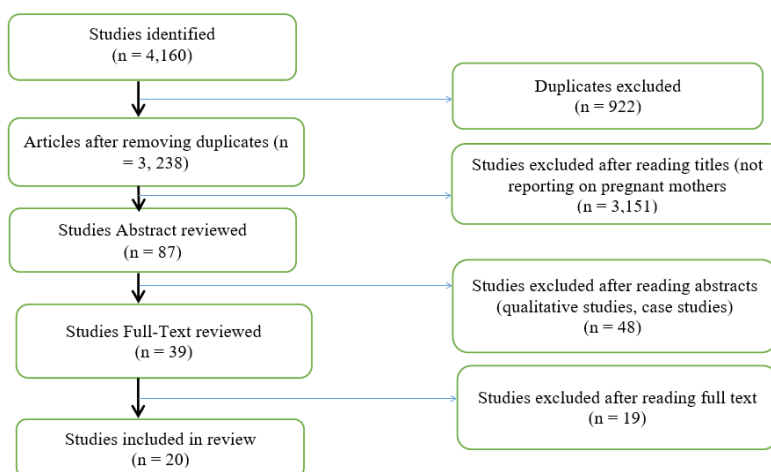 Studies identified
(n = 4,160)
Duplicates excluded
(n = 922)
Articles after removing duplicates (n
= 3, 238)
Studies excluded after reading titles (not
reporting on pregnant mothers
(n = 3,151)
Studies Abstract reviewed
(n = 87)
Studies excluded after reading abstracts
(qualitative studies, case studies)
(n = 48)
Studies Full-Text reviewed
(n = 39)
Studies excluded after reading full text
(n = 19)
Studies included in review
(n = 20)